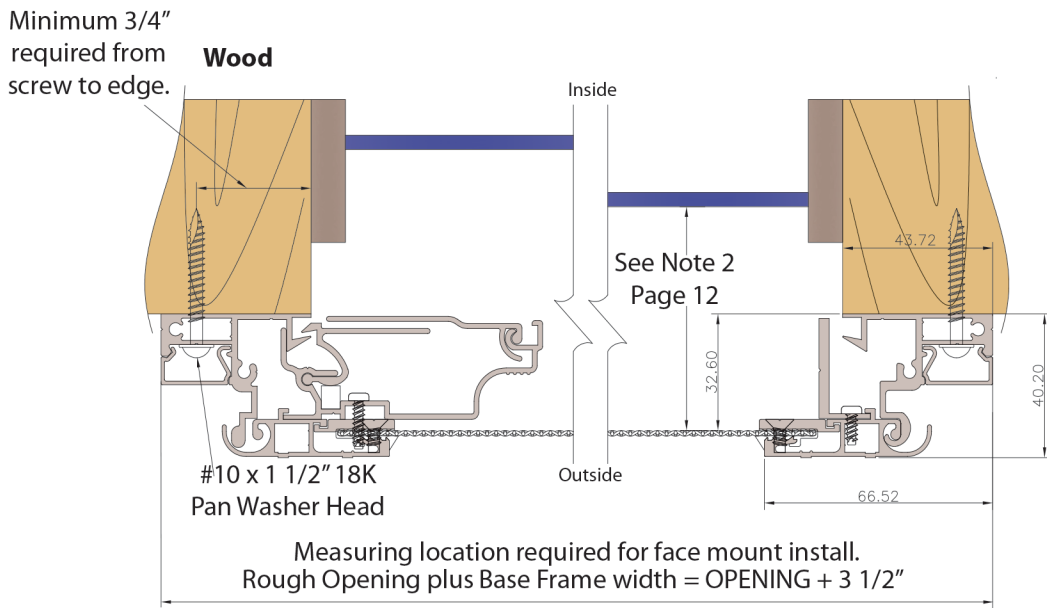 Minimum 3/4”
required from
screw to edge.
Wood
Inside
43.72
See Note 2
Page 12
32.60
40.20
#10 x 1 1/2” 18K
Pan Washer Head
Outside
66.52
Measuring location required for face mount install.
Rough Opening plus Base Frame width = OPENING + 3 1/2”